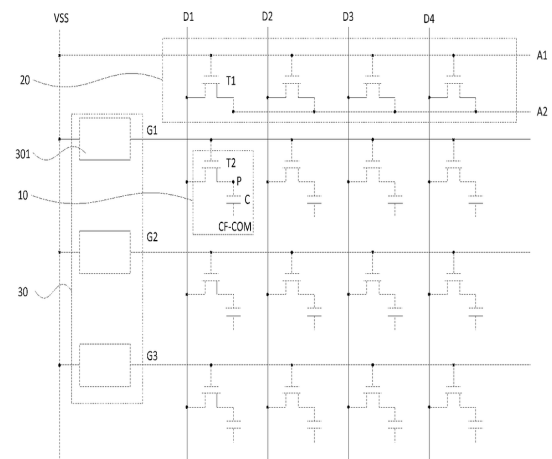 VSS D1 D2 D3 D4
A1
20 T1
A2
G1
301
T2
P
10 C
CF-COM
G2
30
G3